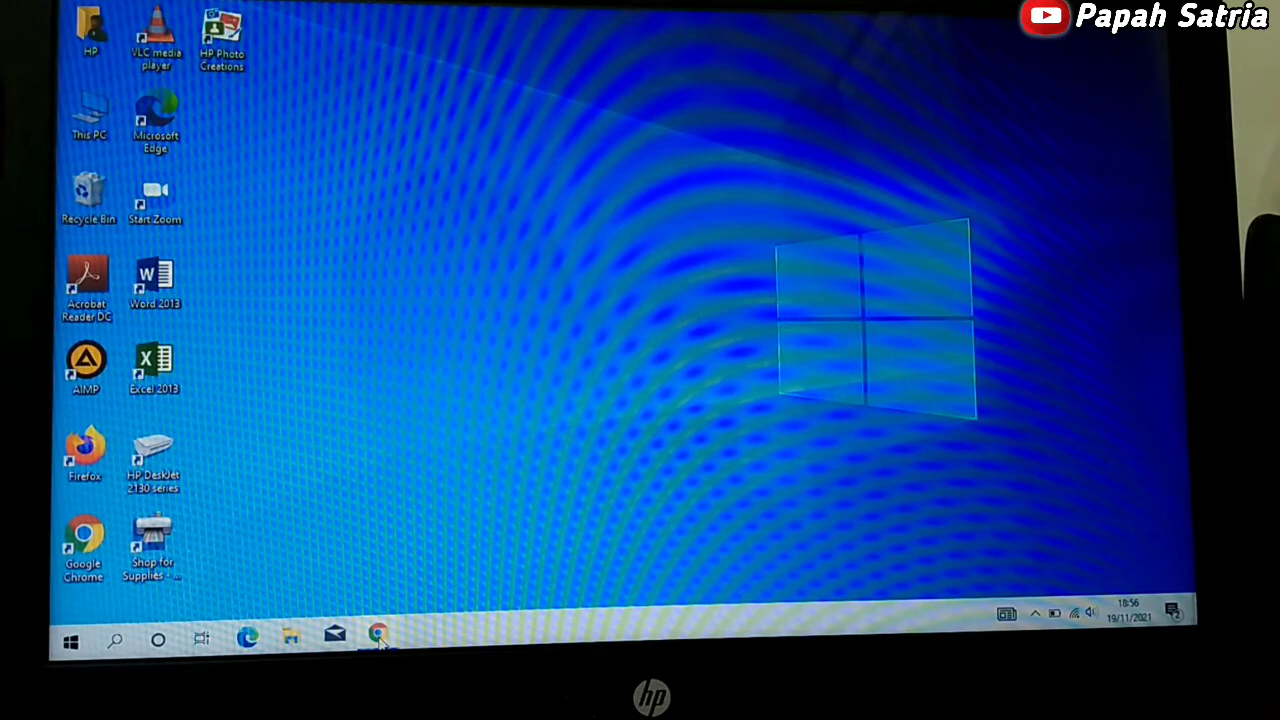 Papah Satria
HP
VLC media
player
HP Photo
Creations
This PC
Microsoft
Edge
Recycle Bin
Start Zoom
Acrobat
Reader DC
Word 2013
AIMP
Excel 2013
Firefox
HP DeskJet
2130 series
Google
Chrome
Shop for
Supplies - ...
18:56
19/11/2021
2
hp